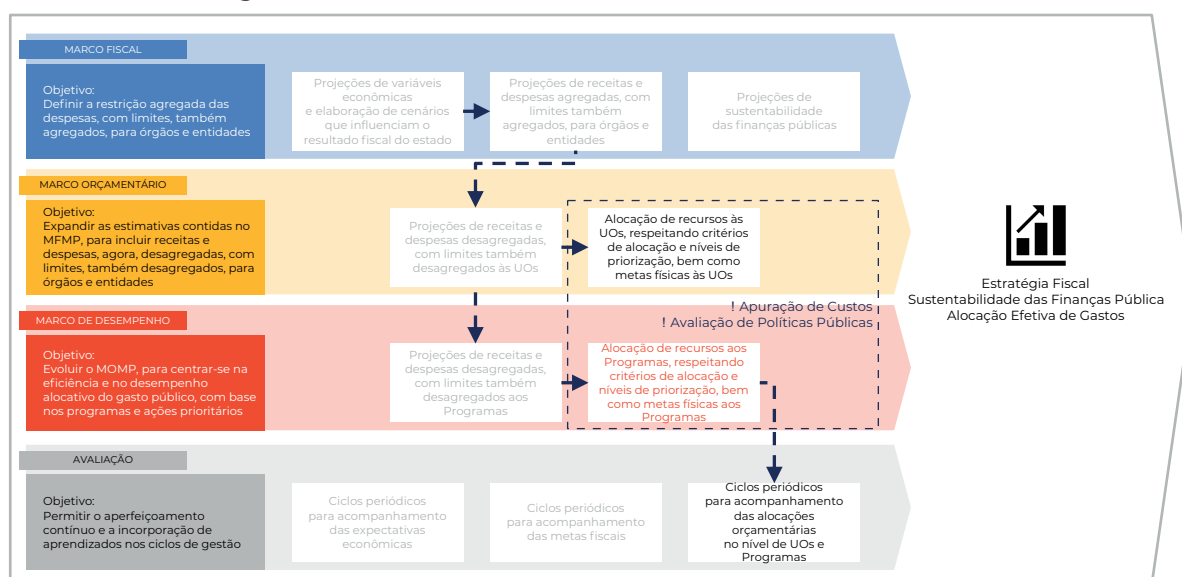 MARCO FISCAL
Objetivo:
Definir a restrição agregada das
despesas, com limites, também
agregados, para órgãos e entidades
Projeções de variáveis
econômicas
e elaboração de cenários
que influenciam o
resultado fiscal do estado
Projeções de receitas e
despesas agregadas, com
limites também
agregados, para órgãos e
entidades
Projeções de
sustentabilidade
das finanças públicas
MARCO ORÇAMENTÁRIO
Objetivo:
Expandir as estimativas contidas no
MFMP, para incluir receitas e
despesas, agora, desagregadas, com
limites, também desagregados, para
órgãos e entidades
Projeções de receitas e
despesas desagregadas,
com limites também
desagregados às UOs
Alocação de recursos às
UOs, respeitando critérios
de alocação e níveis de
priorização, bem como
metas físicas às UOs
! Apuração de Custos
! Avaliação de Políticas Públicas
MARCO DE DESEMPENHO
Objetivo:
Evoluir o MOMP, para centrar-se na
eficiência e no desempenho
alocativo do gasto público, com base
nos programas e ações prioritários
Projeções de receitas e
despesas desagregadas,
com limites também
desagregados aos
Programas
Alocação de recursos aos
Programas, respeitando
critérios de alocação e
níveis de priorização, bem
como metas físicas aos
Programas
AVALIAÇÃO
Objetivo:
Permitir o aperfeiçoamento
contínuo e a incorporação de
aprendizados nos ciclos de gestão
Ciclos periódicos
para acompanhamento
das expectativas
econômicas
Ciclos periódicos
para acompanhamento
das metas fiscais
Ciclos periódicos
para acompanhamento
das alocações
orçamentárias
no nível de UOs e
Programas
Estratégia Fiscal
Sustentabilidade das Finanças Pública
Alocação Efetiva de Gastos